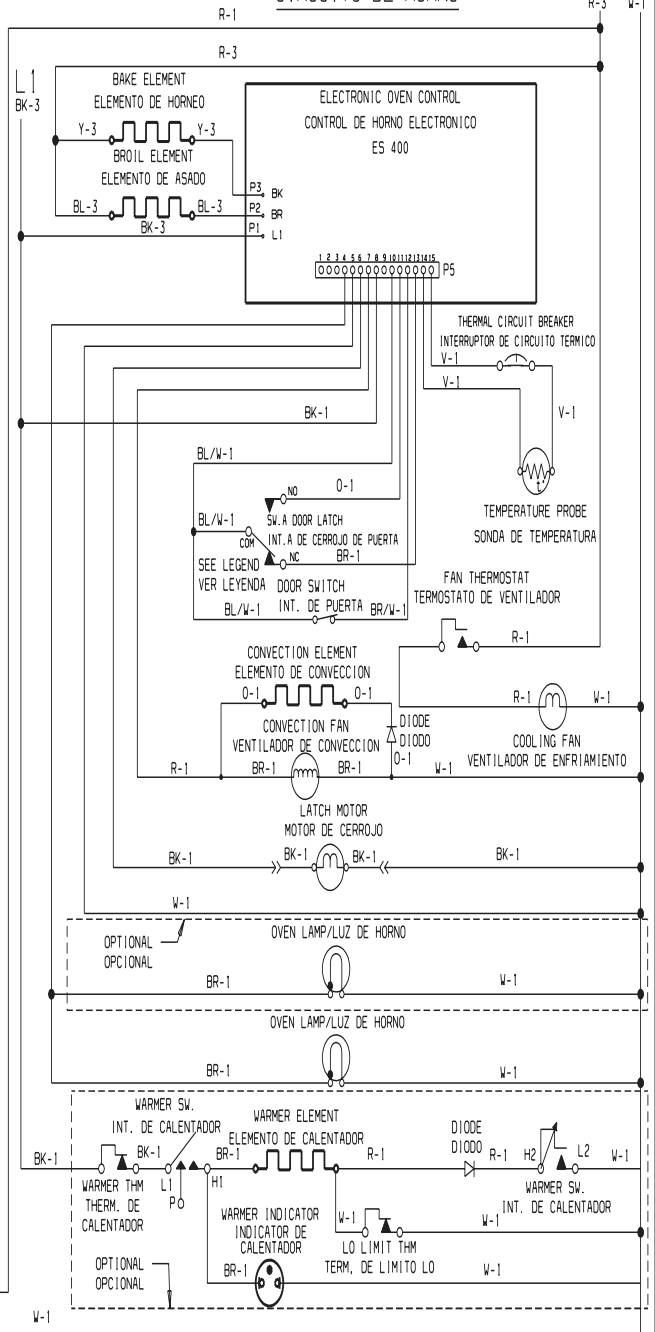 CIRCUITO DE HORNO
R-1
R-3 W-1
R-3
L1
BK-3
BAKE ELEMENT
ELEMENTO DE HORNEO
Y-3 Y-3
BROIL ELEMENT
ELEMENTO DE ASADO
BL-3 BL-3
BK-3
ELECTRONIC OVEN CONTROL
CONTROL DE HORNO ELECTRONICO
ES 400
P3 BK
P2 BR
P1 L1
1 2 3 4 5 6 7 8 9 10 11 12 13 14 15
P5
THERMAL CIRCUIT BREAKER
INTERRUPTOR DE CIRCUITO TERMICO
V-1
V-1
V-1
BK-1
t°
TEMPERATURE PROBE
SONDA DE TEMPERATURA
BL/W-1
NO O-1
BL/W-1
SW.A DOOR LATCH
COM INT.A DE CERROJO DE PUERTA
NC BR-1
SEE LEGEND
VER LEYENDA
DOOR SWITCH
INT. DE PUERTA
BL/W-1 BR/W-1
FAN THERMOSTAT
TERMOSTATO DE VENTILADOR
R-1
R-1 W-1
COOLING FAN
VENTILADOR DE ENFRIAMIENTO
CONVECTION ELEMENT
ELEMENTO DE CONVECCION
O-1 O-1
CONVECTION FAN
VENTILADOR DE CONVECCION
DIODE
DIODO
O-1
R-1 BR-1 BR-1 W-1
LATCH MOTOR
MOTOR DE CERROJO
BK-1 BK-1 BK-1 BK-1
W-1
OPTIONAL
OPCIONAL
OVEN LAMP/LUZ DE HORNO
BR-1 W-1
OVEN LAMP/LUZ DE HORNO
BR-1 W-1
WARMER SW.
INT. DE CALENTADOR
WARMER ELEMENT
ELEMENTO DE CALENTADOR
DIODE
DIODO
BK-1 BK-1 BR-1 R-1 R-1 H2 L2 W-1
L1 P H1
WARMER THM
THERM. DE
CALENTADOR
WARMER SW.
INT. DE CALENTADOR
WARMER INDICATOR
INDICATOR DE
CALENTADOR
W-1 W-1
LO LIMIT THM
TERM, DE LIMITO LO
BR-1 W-1
OPTIONAL
OPCIONAL
W-1